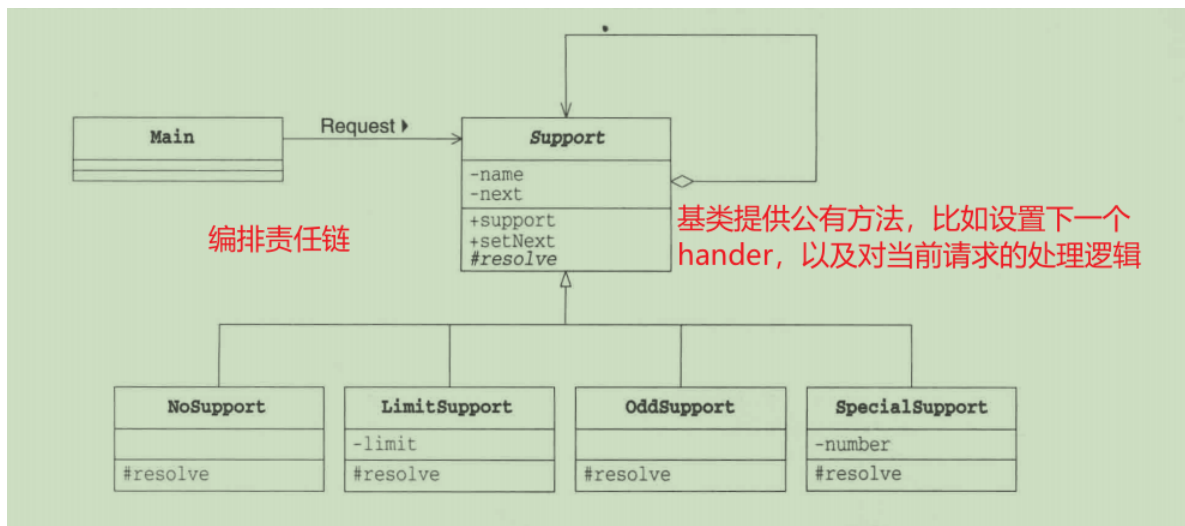 Main
Request
Support
-name
-next
+support
+setNext
#resolve
编排责任链
基类提供公有方法，比如设置下一个
hander，以及对当前请求的处理逻辑
NoSupport
#resolve
LimitSupport
-limit
#resolve
OddSupport
#resolve
SpecialSupport
-number
#resolve